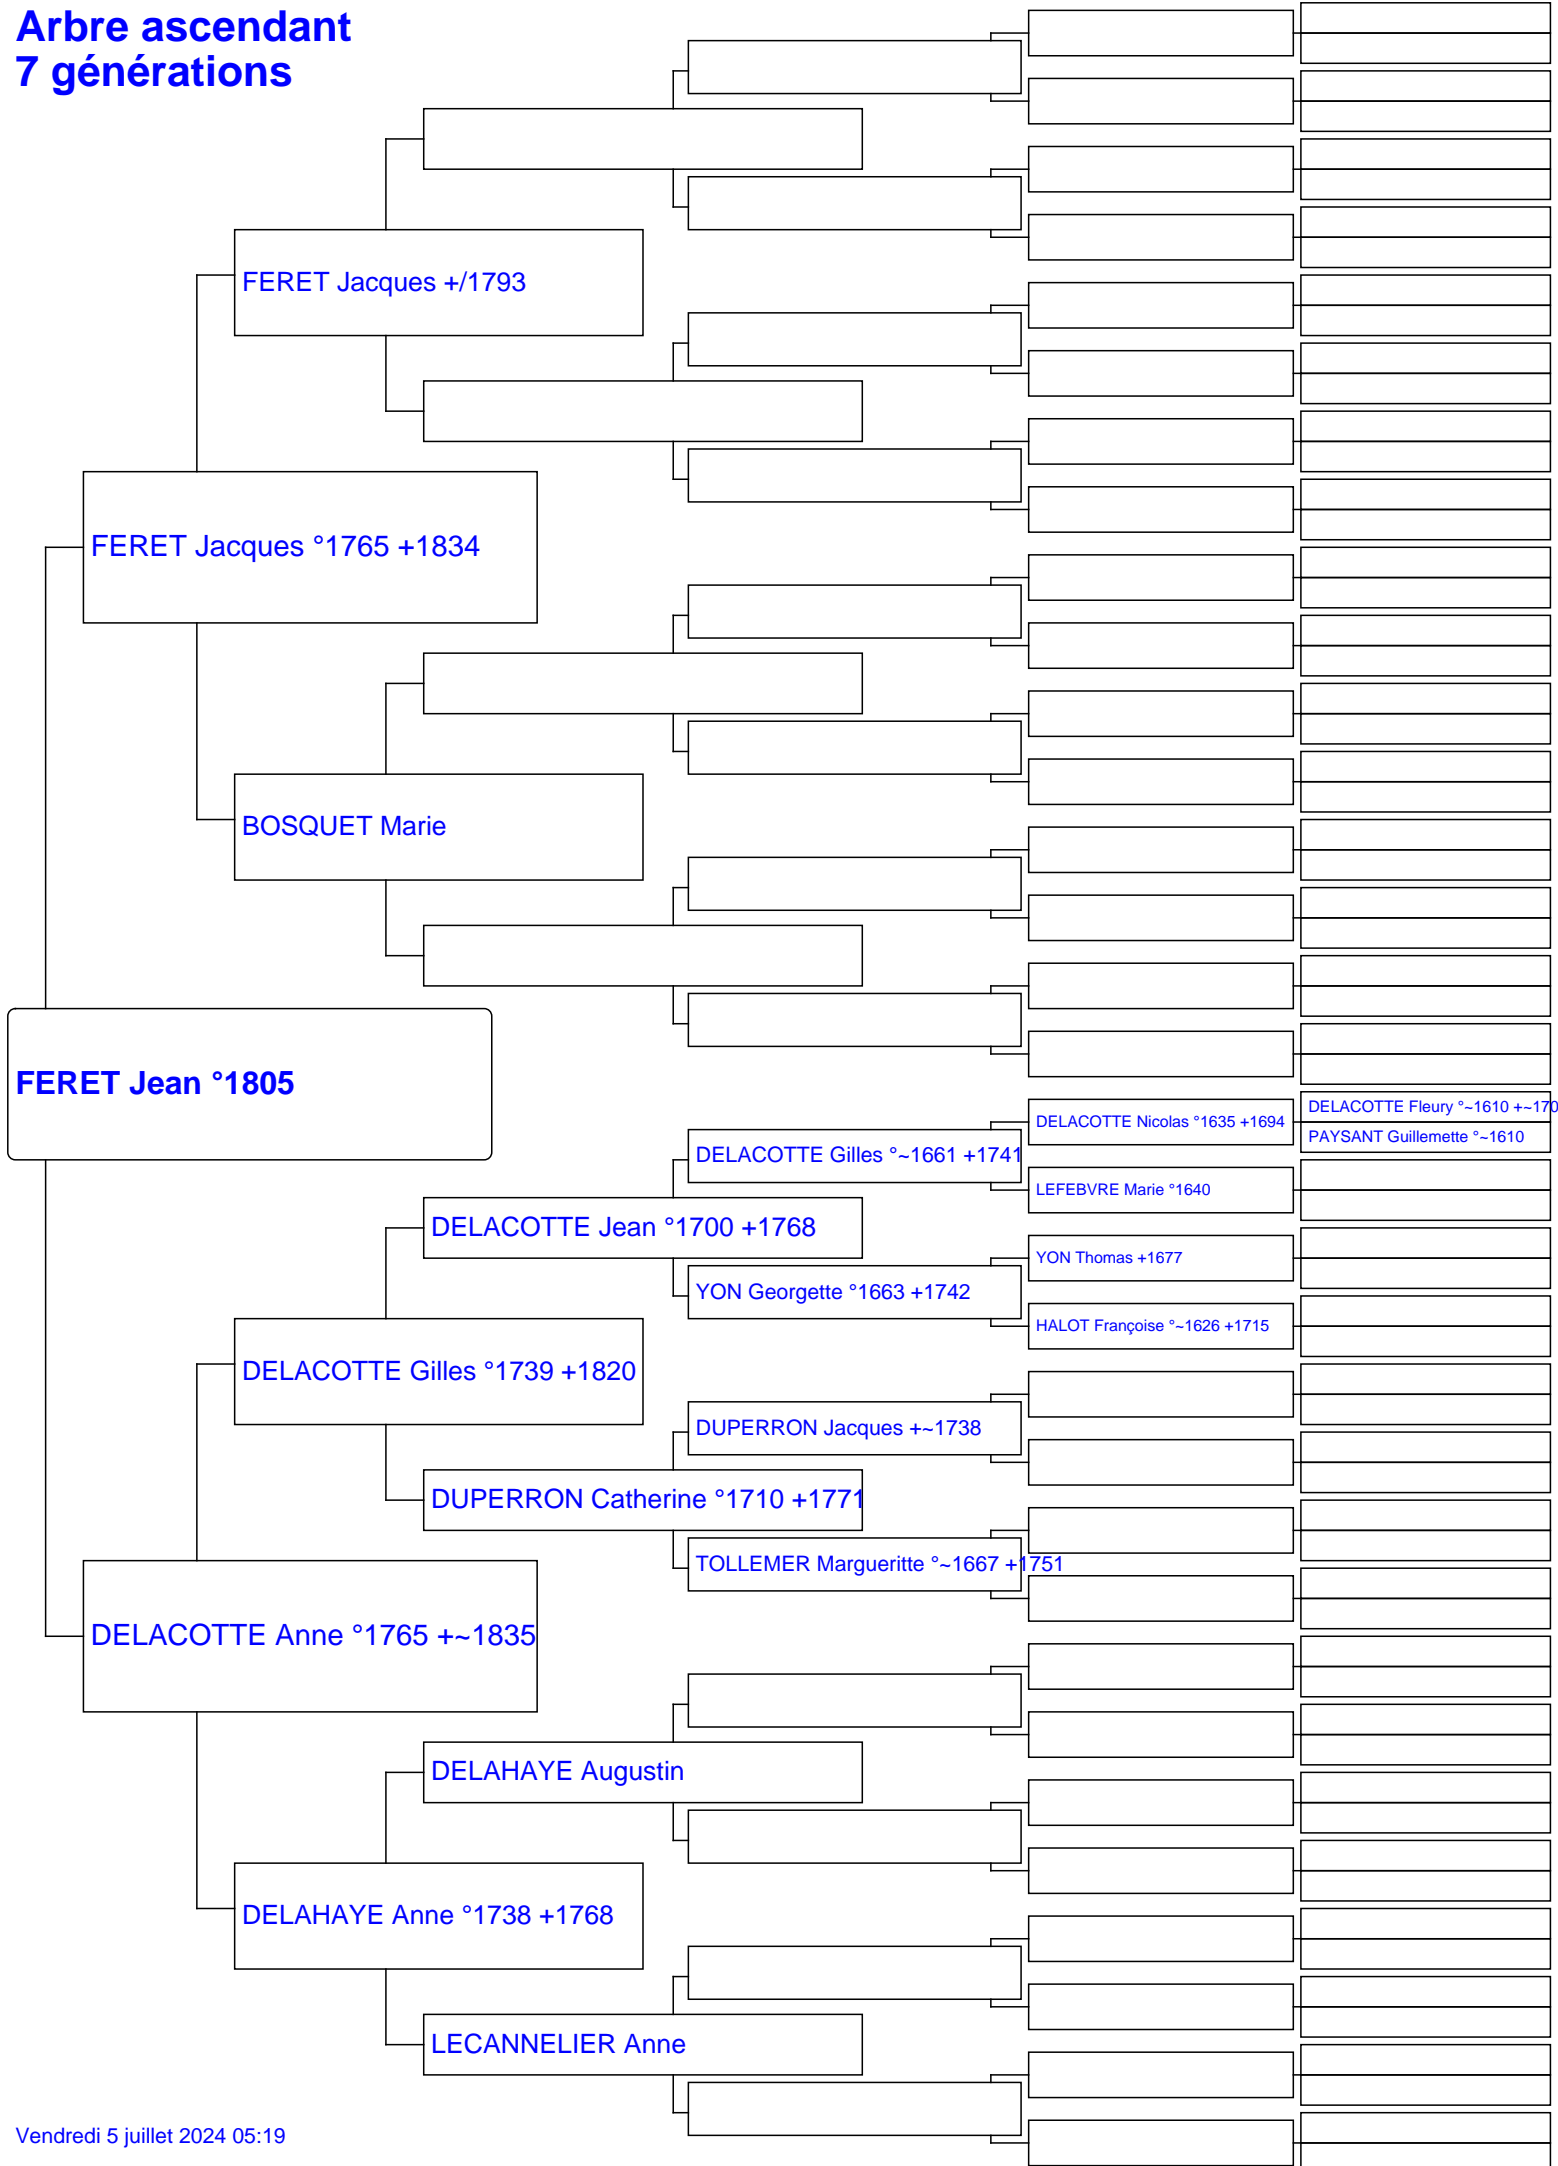 Arbre ascendant
7 générations
FERET Jacques +/1793
FERET Jacques °1765 +1834
BOSQUET Marie
FERET Jean °1805
DELACOTTE Fleury °~1610 +~170
DELACOTTE Nicolas °1635 +1694
PAYSANT Guillemette °~1610
DELACOTTE Gilles °~1661 +1741
LEFEBVRE Marie °1640
DELACOTTE Jean °1700 +1768
YON Thomas +1677
YON Georgette °1663 +1742
HALOT Françoise °~1626 +1715
DELACOTTE Gilles °1739 +1820
DUPERRON Jacques +~1738
DUPERRON Catherine °1710 +1771
TOLLEMER Margueritte °~1667 +1751
DELACOTTE Anne °1765 +~1835
DELAHAYE Augustin
DELAHAYE Anne °1738 +1768
LECANNELIER Anne
Vendredi 5 juillet 2024 05:19